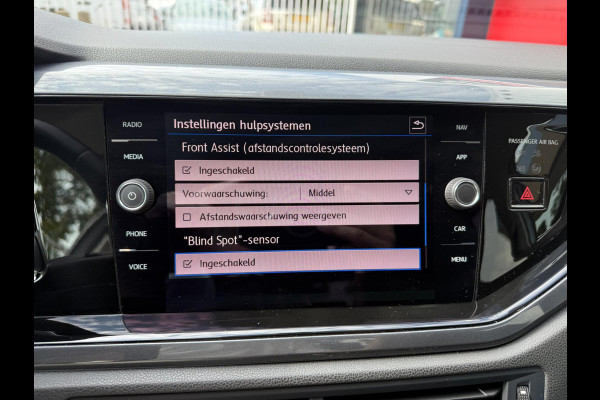 Instellingen hulpsystemen
Front Assist (afstandscontrolesysteem)
Ingeschakeld
Voorwaarschuwing: Middel
Afstandswaarschuwing weergeven
"Blind Spot"-sensor
Ingeschakeld
RADIO
MEDIA
PHONE
VOICE
NAV
APP
CAR
MENU
PASSENGER AIR BAG